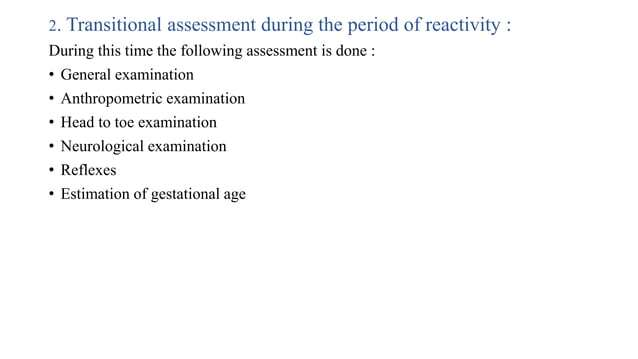 2. Transitional assessment during the period of reactivity :
During this time the following assessment is done :
• General examination
• Anthropometric examination
• Head to toe examination
• Neurological examination
• Reflexes
• Estimation of gestational age